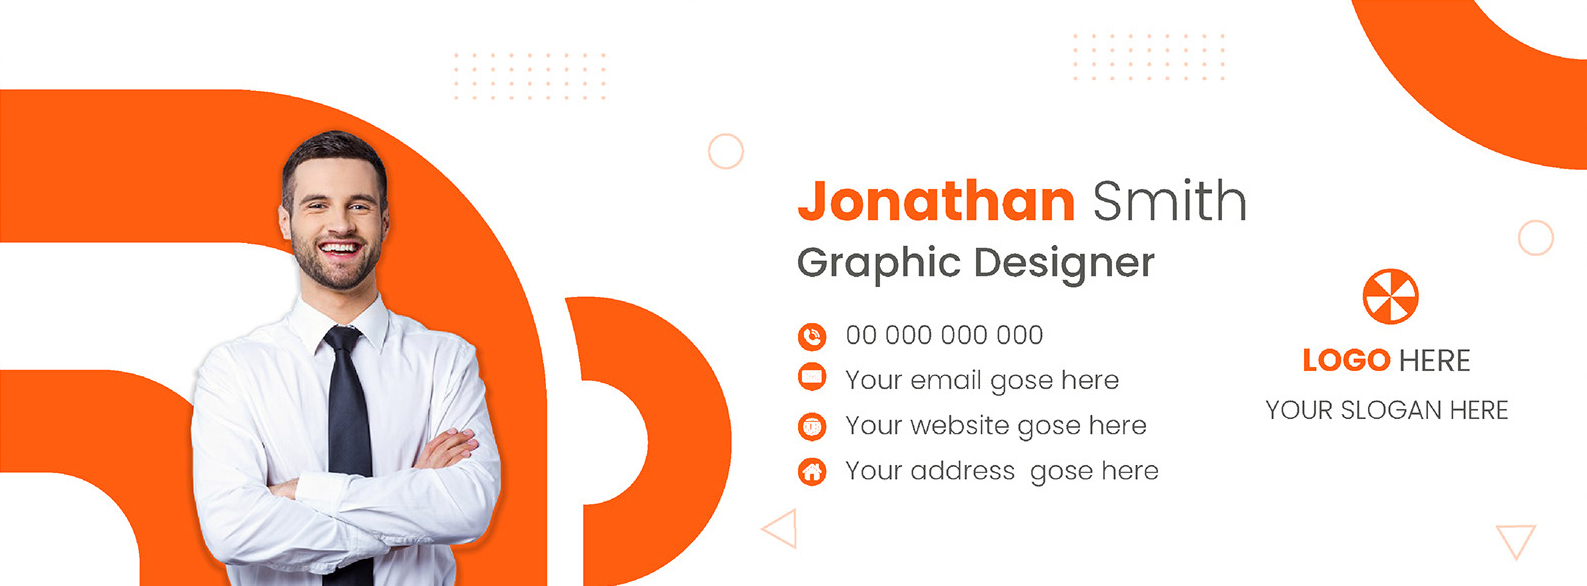 Jonathan Smith
Graphic Designer
00 000 000 000
Your email gose here
Your website gose here
Your address  gose here
LOGO HERE
YOUR SLOGAN HERE